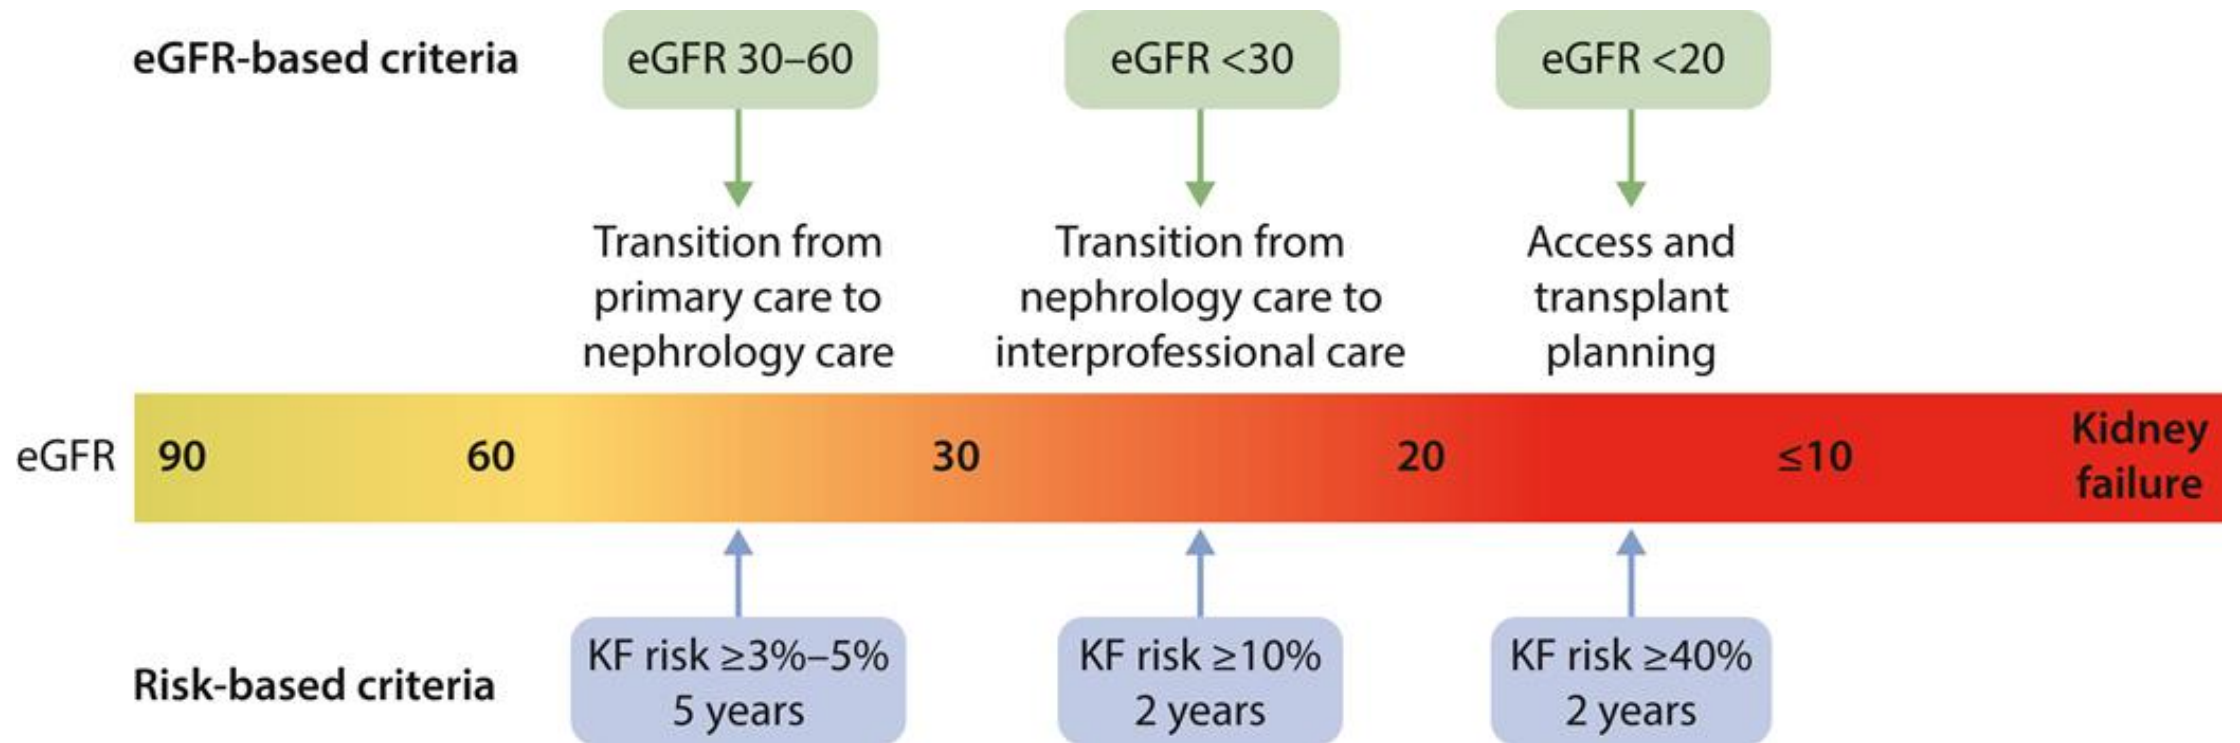 eGFR-based criteria
eGFR 30–60
eGFR <30
eGFR <20
Transition from
primary care to
nephrology care
Transition from
nephrology care to
interprofessional care
Access and
transplant
planning
eGFR
90
60
30
20
≤10
Kidney
failure
Risk-based criteria
KF risk ≥3%–5%
5 years
KF risk ≥10%
2 years
KF risk ≥40%
2 years